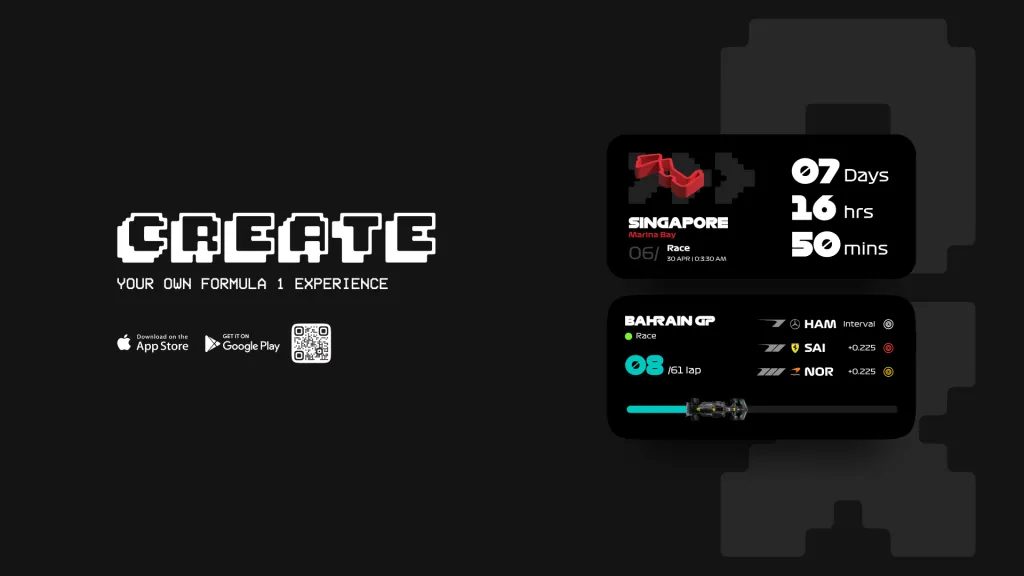 CREATE
YOUR OWN FORMULA 1 EXPERIENCE
Download on the
App Store
GET IT ON
Google Play
SINGAPORE
Marina Bay
06/
Race
30 APR | 03:30 AM
07 Days
16 hrs
50 mins
BAHRAIN GP
Race
08 /61 lap
HAM Interval
SAI +0.225
NOR +0.225